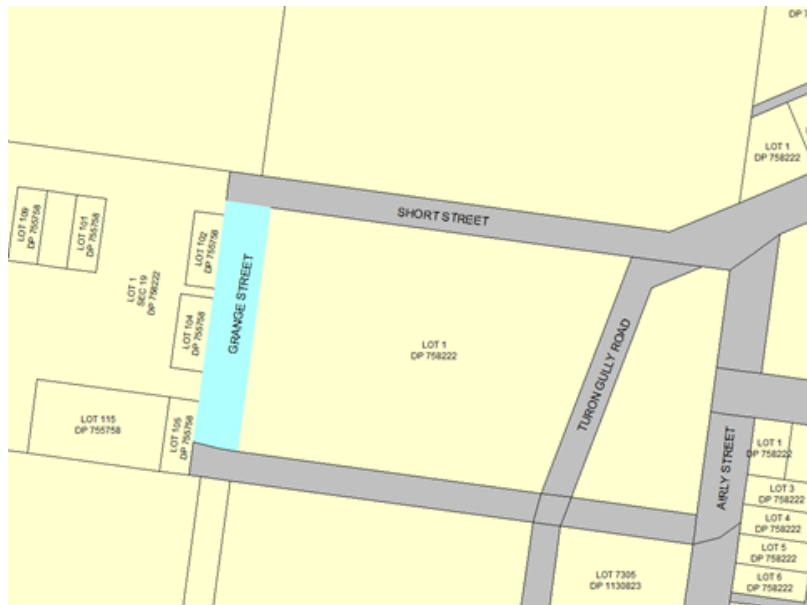 DP 7
LOT 1
DP 758222
SHORT STREET
LOT 109
DP 755758
LOT 101
DP 755758
LOT 102
DP 755758
LOT 1
SEC 19
DP 758222
GRANGE STREET
LOT 104
DP 755758
LOT 1
DP 758222
TURON GULLY ROAD
LOT 115
DP 755758
LOT 105
DP 755758
AIRLY STREET
LOT 1
DP 758222
LOT 3
DP 758222
LOT 4
DP 758222
LOT 5
DP 758222
LOT 6
DP 758222
LOT 7305
DP 1130823